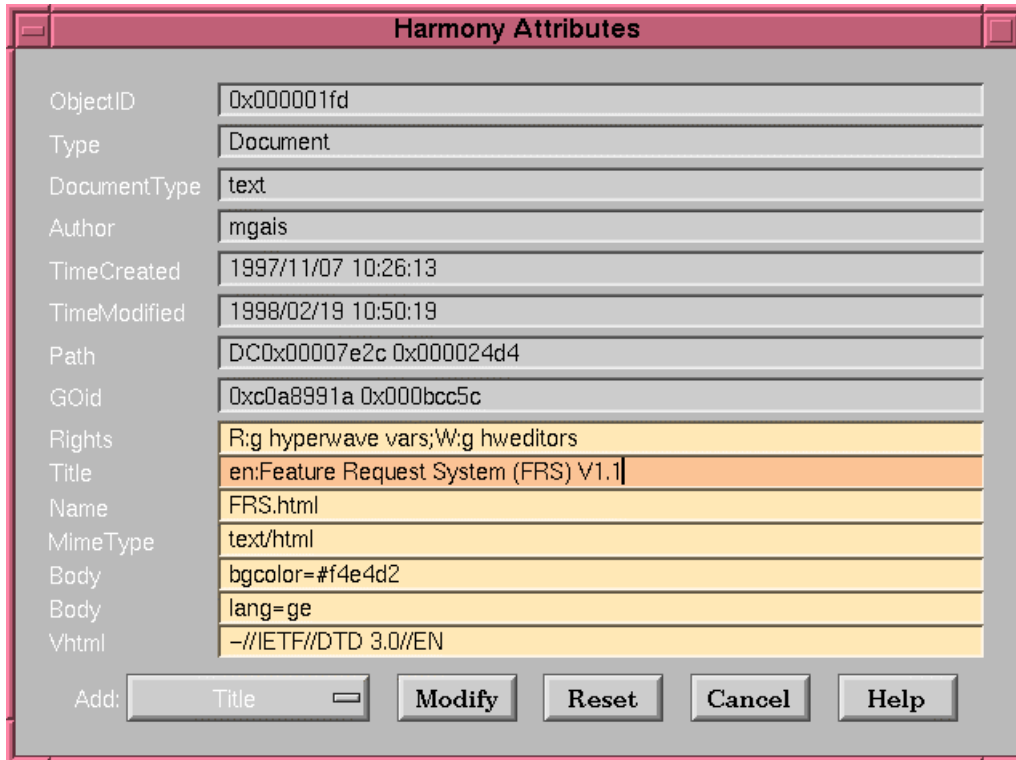 Harmony Attributes
ObjectID 0x000001fd
Type Document
DocumentType text
Author mgais
TimeCreated 1997/11/07 10:26:13
TimeModified 1998/02/19 10:50:19
Path DC0x00007e2c 0x000024d4
GOid 0xc0a8991a 0x000bcc5c
Rights R:g hyperwave vars;W:g hweditors
Title en:Feature Request System (FRS) V1.1
Name FRS.html
MimeType text/html
Body bgcolor=#f4e4d2
Body lang=ge
Vhtml -//IETF//DTD 3.0//EN
Add: Title Modify Reset Cancel Help